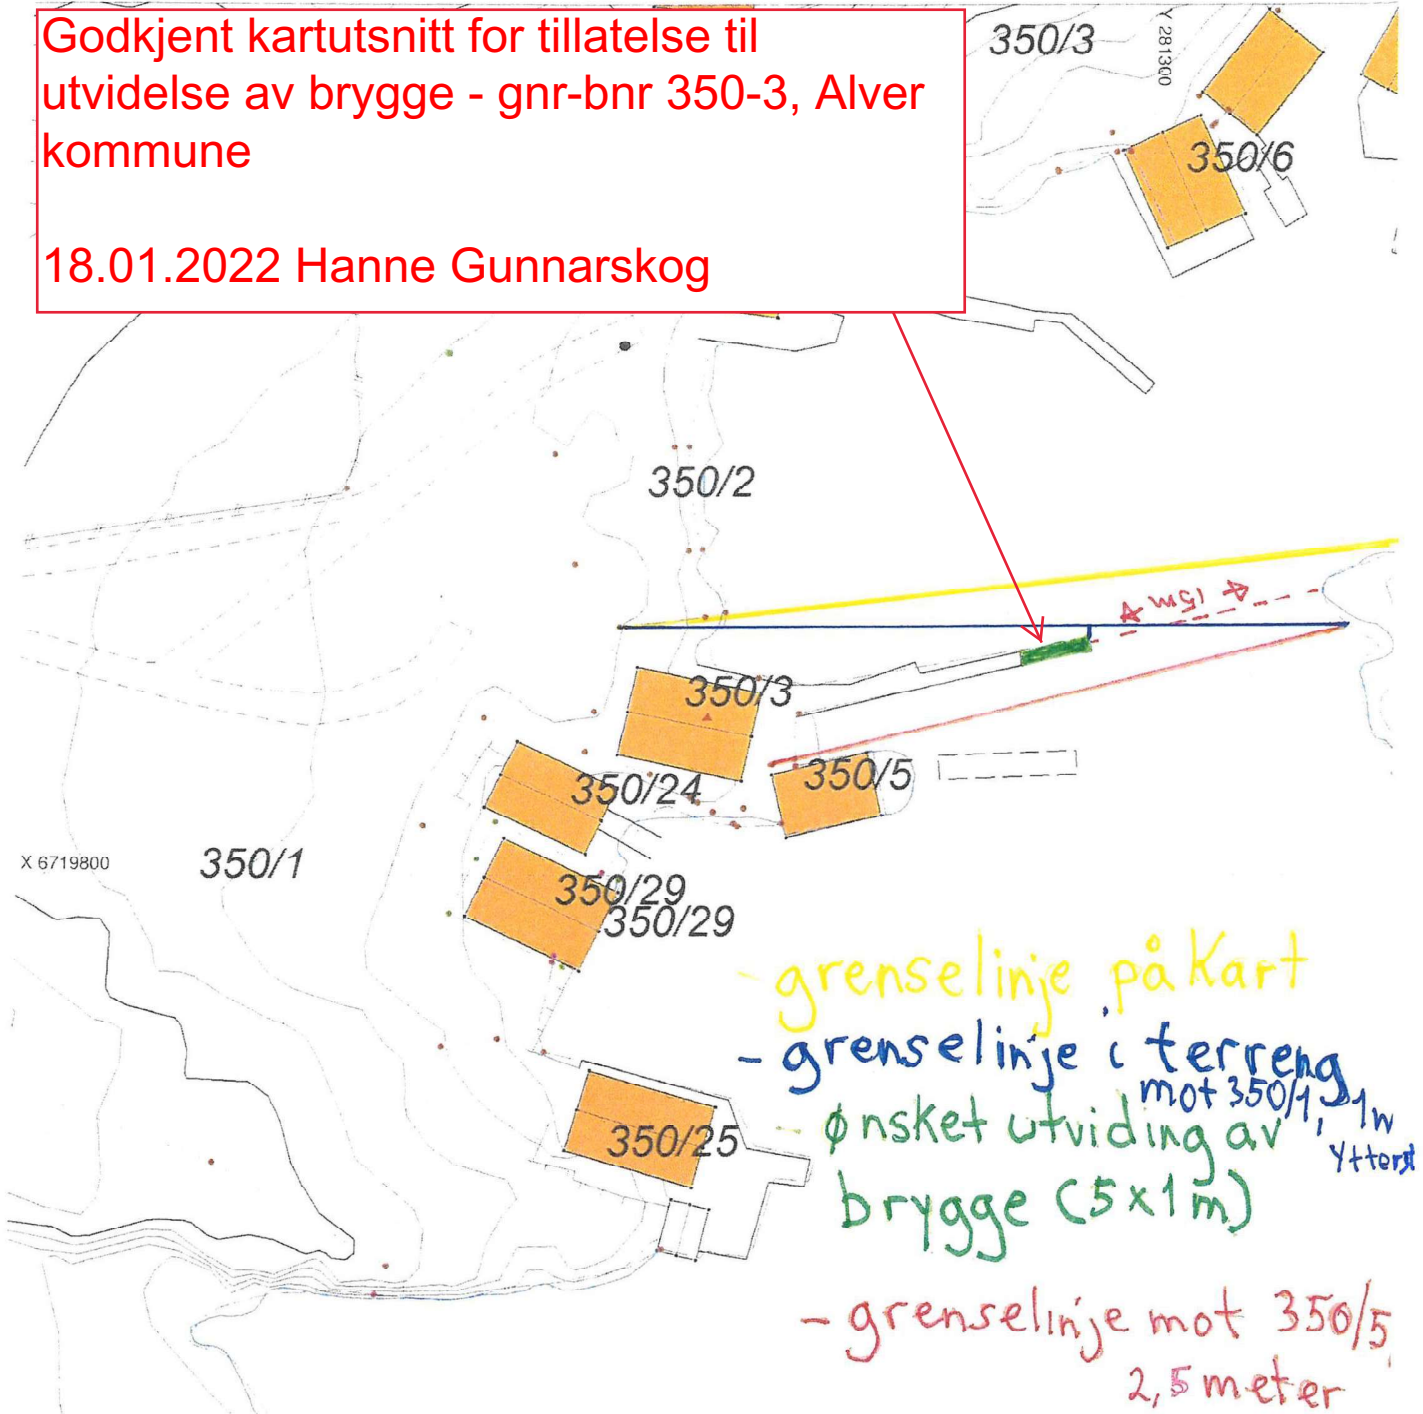 Godkjent kartutsnitt for tillatelse til
utvidelse av brygge - gnr-bnr 350-3, Alver
kommune
18.01.2022 Hanne Gunnarskog
350/3
Y 281300
350/6
350/2
15m
350/3
350/24
350/5
X 6719800
350/1
350/29
350/29
350/25
- grenselinje på kart
- grenselinje i terreng
mot 350/1, 1m
Ytterst
- ønsket utviding av
brygge (5x1m)
- grenselinje mot 350/5
2,5 meter